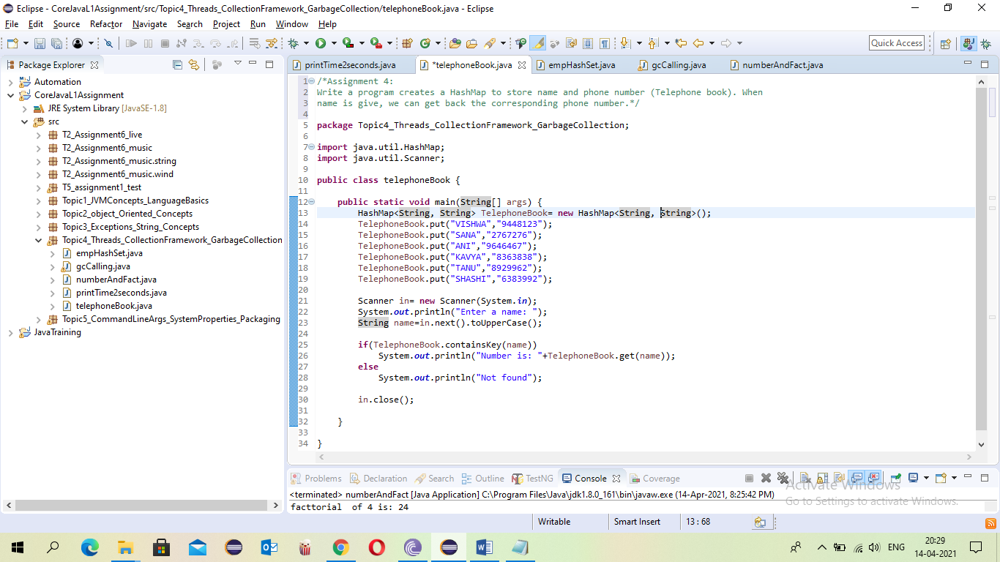 Eclipse - CoreJavaL1Assignment/src/Topic4_Threads_CollectionFramework_GarbageCollection/telephoneBook.java - Eclipse
File Edit Source Refactor Navigate Search Project Run Window Help
Quick Access
Package Explorer
Automation
CoreJavaL1Assignment
JRE System Library [JavaSE-1.8]
src
T2_Assignment6_live
T2_Assignment6_music
T2_Assignment6_music.string
T2_Assignment6_music.wind
T5_assignment1_test
Topic1_JVMConcepts_LanguageBasics
Topic2_object_Oriented_Concepts
Topic3_Exceptions_String_Concepts
Topic4_Threads_CollectionFramework_GarbageCollection
empHashSet.java
gcCalling.java
numberAndFact.java
printTime2seconds.java
telephoneBook.java
Topic5_CommandLineArgs_SystemProperties_Packaging
JavaTraining
printTime2seconds.java *telephoneBook.java empHashSet.java gcCalling.java numberAndFact.java
1 /*Assignment 4:
2 Write a program creates a HashMap to store name and phone number (Telephone book). When
3 name is give, we can get back the corresponding phone number.*/
4
5 package Topic4_Threads_CollectionFramework_GarbageCollection;
6
7 import java.util.HashMap;
8 import java.util.Scanner;
9
10 public class telephoneBook {
11
12 public static void main(String[] args) {
13 HashMap<String, String> TelephoneBook= new HashMap<String, String>();
14 TelephoneBook.put("VISHWA","9448123");
15 TelephoneBook.put("SANA","2767276");
16 TelephoneBook.put("ANI","9646467");
17 TelephoneBook.put("KAVYA","8363838");
18 TelephoneBook.put("TANU","8929962");
19 TelephoneBook.put("SHASHI","6383992");
20
21 Scanner in= new Scanner(System.in);
22 System.out.println("Enter a name: ");
23 String name=in.next().toUpperCase();
24
25 if(TelephoneBook.containsKey(name))
26 System.out.println("Number is: "+TelephoneBook.get(name));
27 else
28 System.out.println("Not found");
29
30 in.close();
31
32 }
33
34 }
Problems Declaration Search Outline TestNG Console Coverage
<terminated> numberAndFact [Java Application] C:\Program Files\Java\jdk1.8.0_161\bin\javaw.exe (14-Apr-2021, 8:25:42 PM)
facttorial of 4 is: 24
Activate Windows
Go to Settings to activate Windows.
Writable Smart Insert 13 : 68
ENG
20:29
14-04-2021